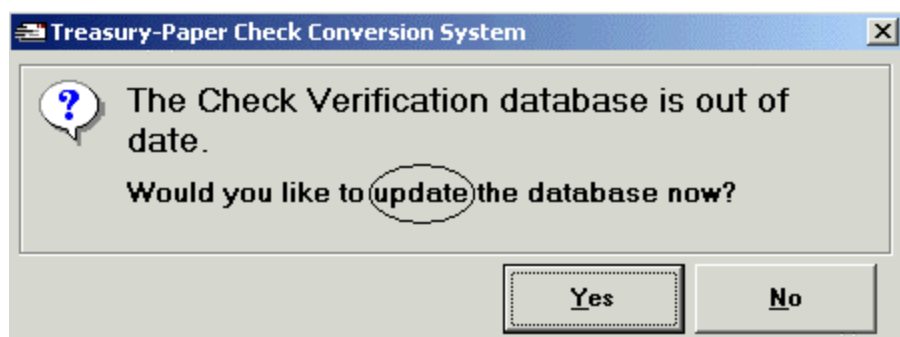 Treasury-Paper Check Conversion System
The Check Verification database is out of
date.
Would you like to update the database now?
Yes
No